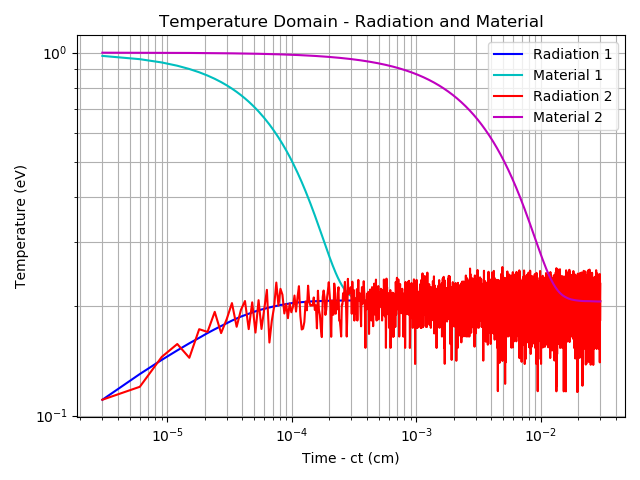 Temperature Domain - Radiation and Material
Temperature (eV)
10⁰
10⁻¹
Radiation 1
Material 1
Radiation 2
Material 2
10⁻⁵
10⁻⁴
10⁻³
10⁻²
Time - ct (cm)